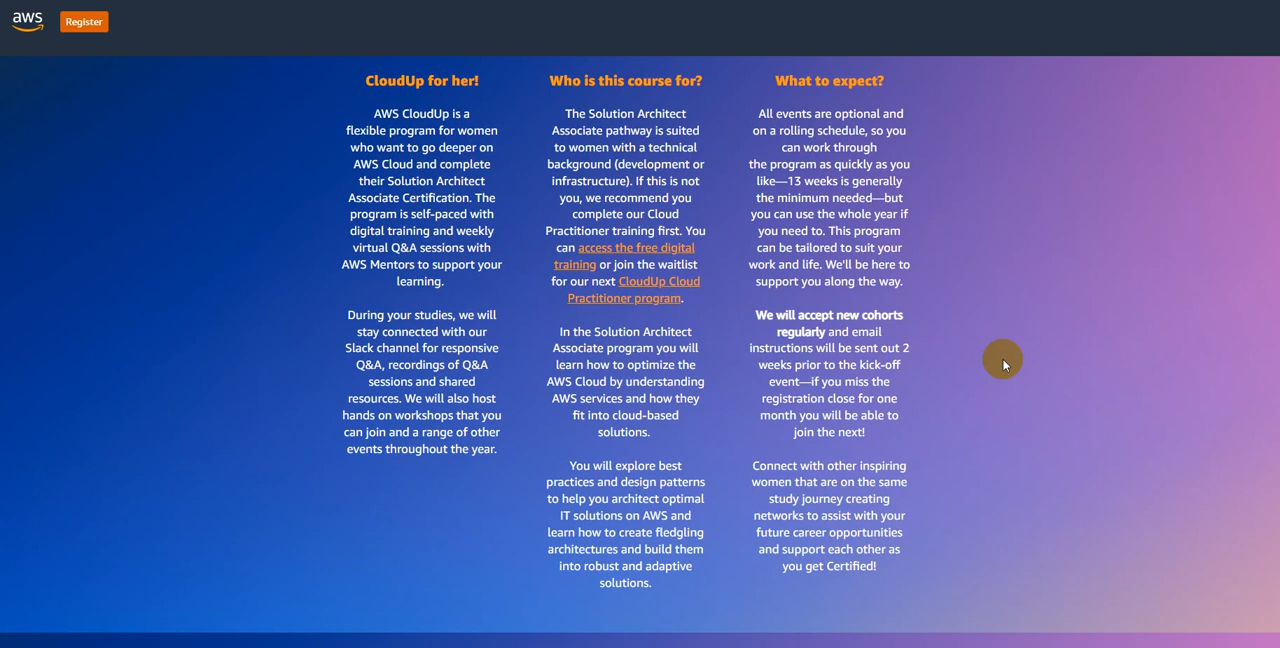 aws
Register
CloudUp for her!
AWS CloudUp is a
flexible program for women
who want to go deeper on
AWS Cloud and complete
their Solution Architect
Associate Certification. The
program is self-paced with
digital training and weekly
virtual Q&A sessions with
AWS Mentors to support your
learning.
During your studies, we will
stay connected with our
Slack channel for responsive
Q&A, recordings of Q&A
sessions and shared
resources. We will also host
hands on workshops that you
can join and a range of other
events throughout the year.
Who is this course for?
The Solution Architect
Associate pathway is suited
to women with a technical
background (development or
infrastructure). If this is not
you, we recommend you
complete our Cloud
Practitioner training first. You
can access the free digital
training or join the waitlist
for our next CloudUp Cloud
Practitioner program.
In the Solution Architect
Associate program you will
learn how to optimize the
AWS Cloud by understanding
AWS services and how they
fit into cloud-based
solutions.
You will explore best
practices and design patterns
to help you architect optimal
IT solutions on AWS and
learn how to create fledgling
architectures and build them
into robust and adaptive
solutions.
What to expect?
All events are optional and
on a rolling schedule, so you
can work through
the program as quickly as you
like—13 weeks is generally
the minimum needed—but
you can use the whole year if
you need to. This program
can be tailored to suit your
work and life. We'll be here to
support you along the way.
We will accept new cohorts
regularly and email
instructions will be sent out 2
weeks prior to the kick-off
event—if you miss the
registration close for one
month you will be able to
join the next!
Connect with other inspiring
women that are on the same
study journey creating
networks to assist with your
future career opportunities
and support each other as
you get Certified!